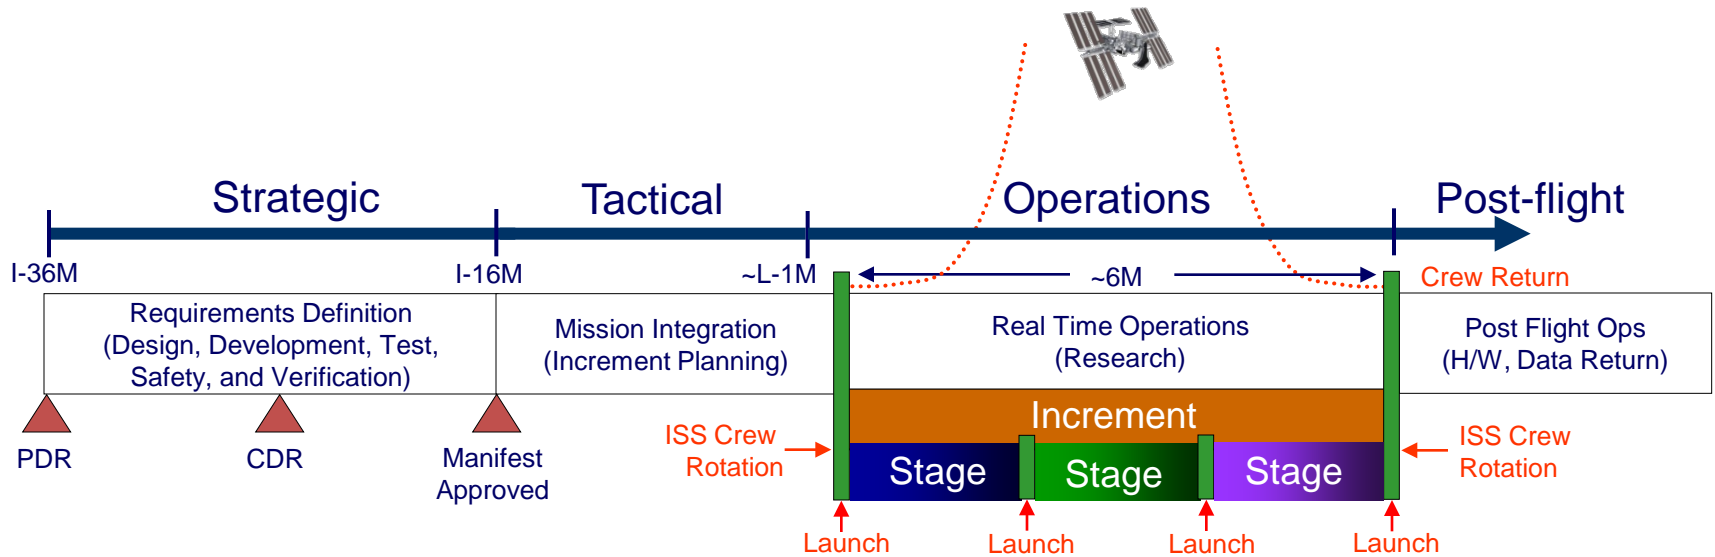 Strategic
Tactical
Operations
Post-flight
I-36M
I-16M
~L-1M
~6M
Crew Return
Requirements Definition
(Design, Development, Test,
Safety, and Verification)
Mission Integration
(Increment Planning)
Real Time Operations
(Research)
Post Flight Ops
(H/W, Data Return)
Increment
PDR
CDR
Manifest
Approved
ISS Crew
Rotation
Stage
Stage
Stage
ISS Crew
Rotation
Launch
Launch
Launch
Launch